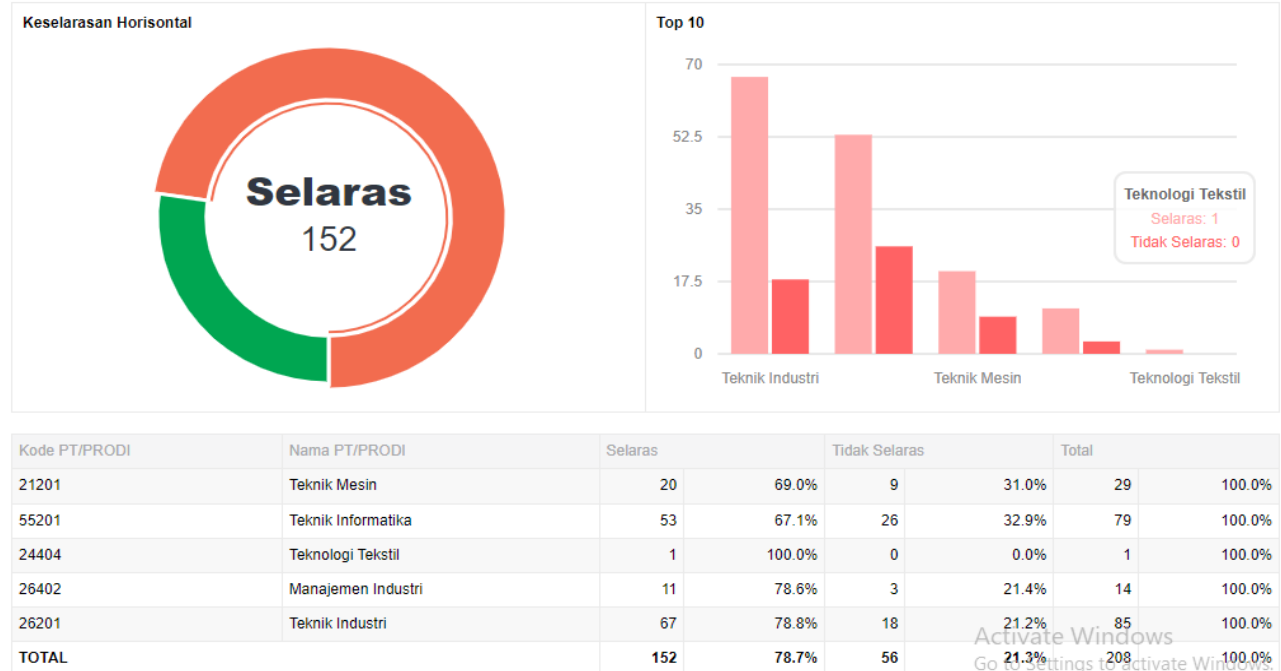 Keselarasan Horisontal
Selaras
152
Top 10
70
52.5
35
17.5
0
Teknologi Tekstil
Selaras: 1
Tidak Selaras: 0
Teknik Industri Teknik Mesin Teknologi Tekstil
Kode PT/PRODI Nama PT/PRODI Selaras Tidak Selaras Total
21201 Teknik Mesin 20 69.0% 9 31.0% 29 100.0%
55201 Teknik Informatika 53 67.1% 26 32.9% 79 100.0%
24404 Teknologi Tekstil 1 100.0% 0 0.0% 1 100.0%
26402 Manajemen Industri 11 78.6% 3 21.4% 14 100.0%
26201 Teknik Industri 67 78.8% 18 21.2% 85 100.0%
TOTAL 152 78.7% 56 21.3% 208 100.0%
Activate Windows
Go to Settings to activate Windows.